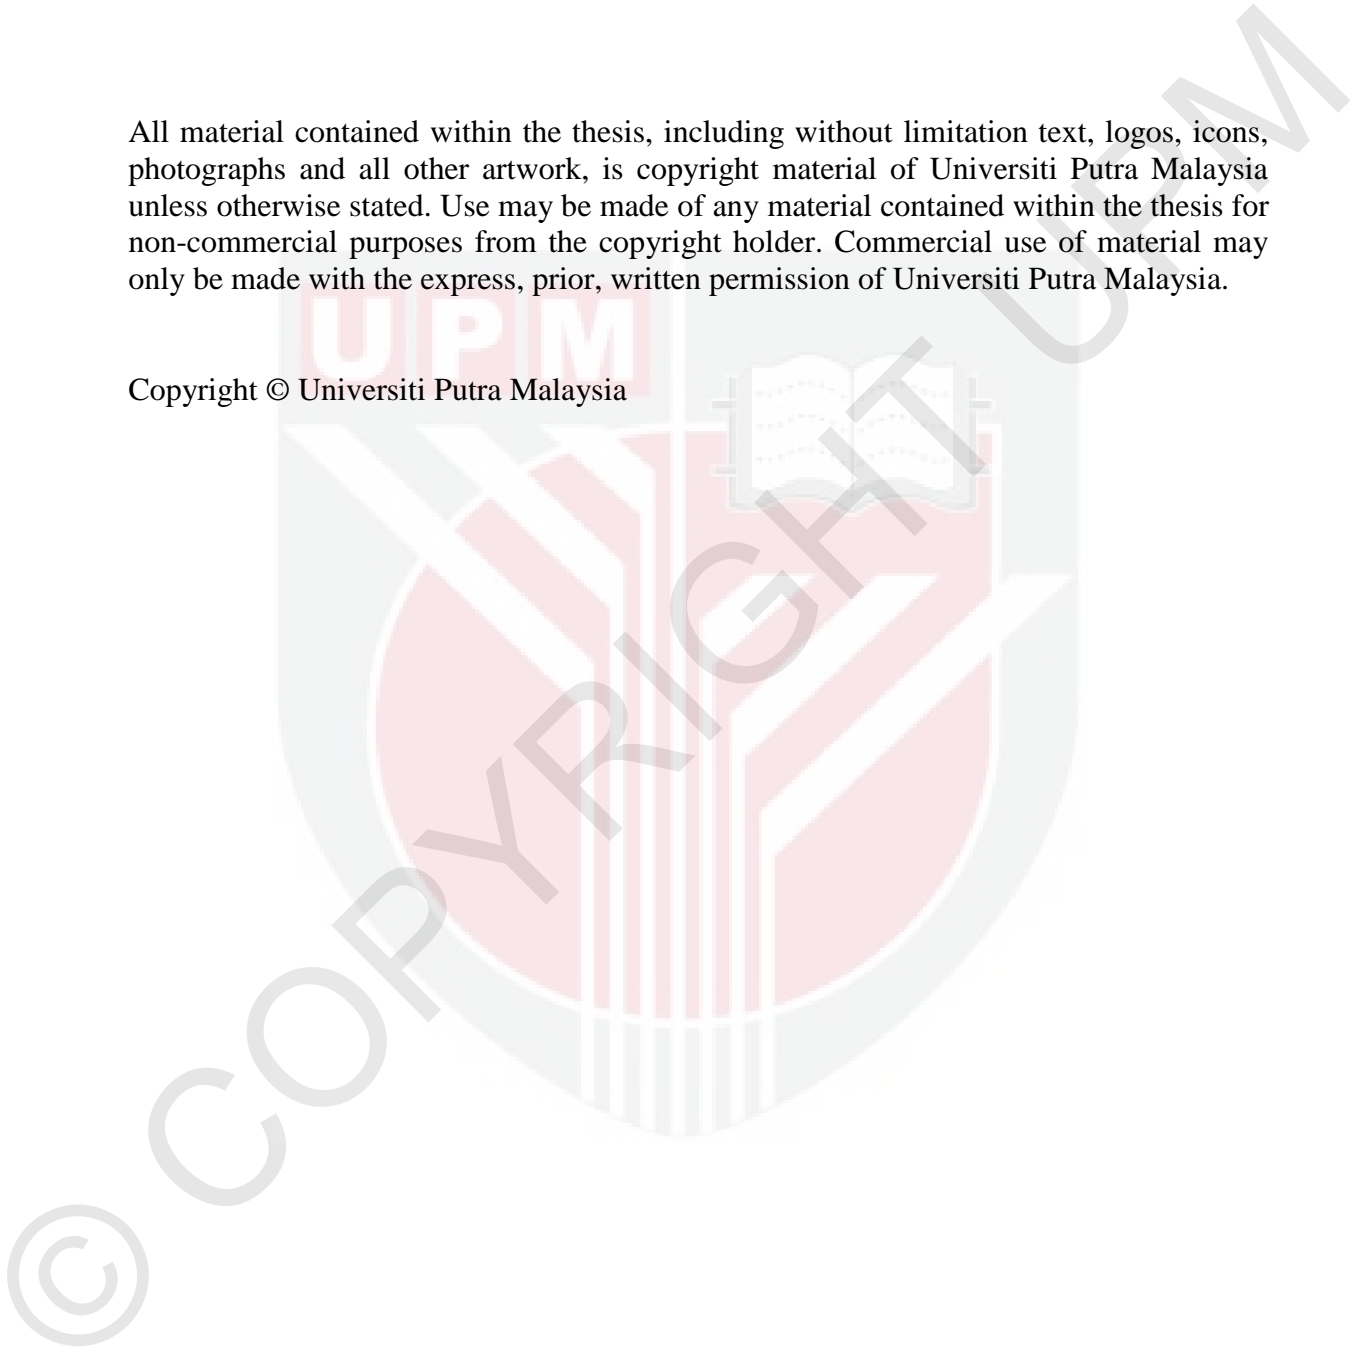 All material contained within the thesis, including without limitation text, logos, icons,
photographs and all other artwork, is copyright material of Universiti Putra Malaysia
unless otherwise stated. Use may be made of any material contained within the thesis for
non-commercial purposes from the copyright holder. Commercial use of material may
only be made with the express, prior, written permission of Universiti Putra Malaysia.
UPM
Copyright © Universiti Putra Malaysia
© COPYRIGHT UPM